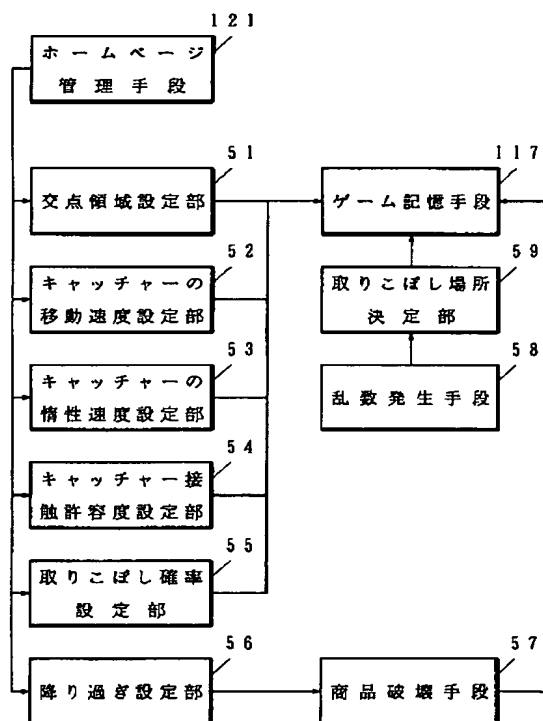 121
ホームページ
管理手段
51
交点領域設定部
117
ゲーム記憶手段
52
キャッチャーの
移動速度設定部
59
取りこぼし場所
決定部
53
キャッチャーの
惰性速度設定部
58
乱数発生手段
54
キャッチャー接
触許容度設定部
55
取りこぼし確率
設定部
56
降り過ぎ設定部
57
商品破壊手段